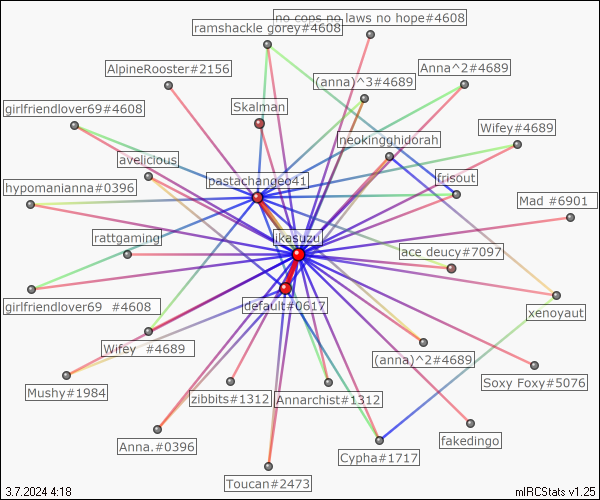 no cops no laws no hope#4608
ramshackle gorey#4608
AlpineRooster#2156
Anna^2#4689
(anna)^3#4689
girlfriendlover69#4608
Skalman
Wifey#4689
neokingghidorah
avelicious
pastachangeo41
frisout
hypomanianna#0396
Mad #6901
rattgaming
ikasuzu
ace deucy#7097
girlfriendlover69 #4608
default#0617
xenoyaut
Wifey #4689
(anna)^2#4689
Mushy#1984
zibbits#1312
Annarchist#1312
Soxy Foxy#5076
Anna.#0396
Cypha#1717
fakedingo
Toucan#2473
3.7.2024 4:18
mIRCStats v1.25